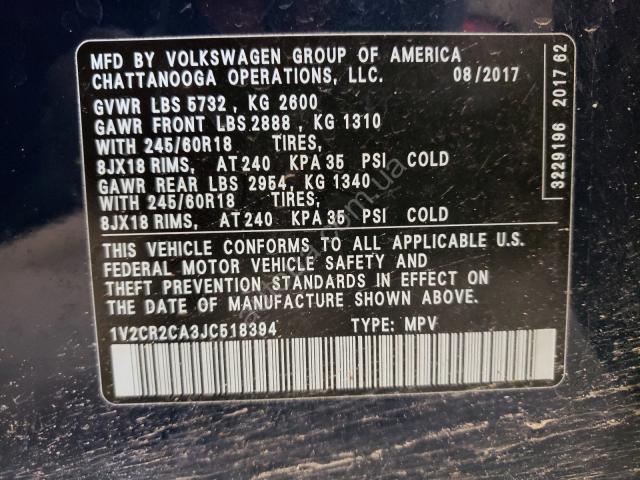 MFD BY VOLKSWAGEN GROUP OF AMERICA
CHATTANOOGA OPERATIONS, LLC. 08/2017
GVWR LBS 5732 , KG 2600
GAWR FRONT LBS 2888 , KG 1310
WITH 245/60R18 TIRES,
8JX18 RIMS, AT 240 KPA 35 PSI COLD
GAWR REAR LBS 2954, KG 1340
WITH 245/60R18 TIRES,
8JX18 RIMS, AT 240 KPA 35 PSI COLD
THIS VEHICLE CONFORMS TO ALL APPLICABLE U.S.
FEDERAL MOTOR VEHICLE SAFETY AND
THEFT PREVENTION STANDARDS IN EFFECT ON
THE DATE OF MANUFACTURE SHOWN ABOVE.
1V2CR2CA3JC518394 TYPE: MPV
3229196 2017 62